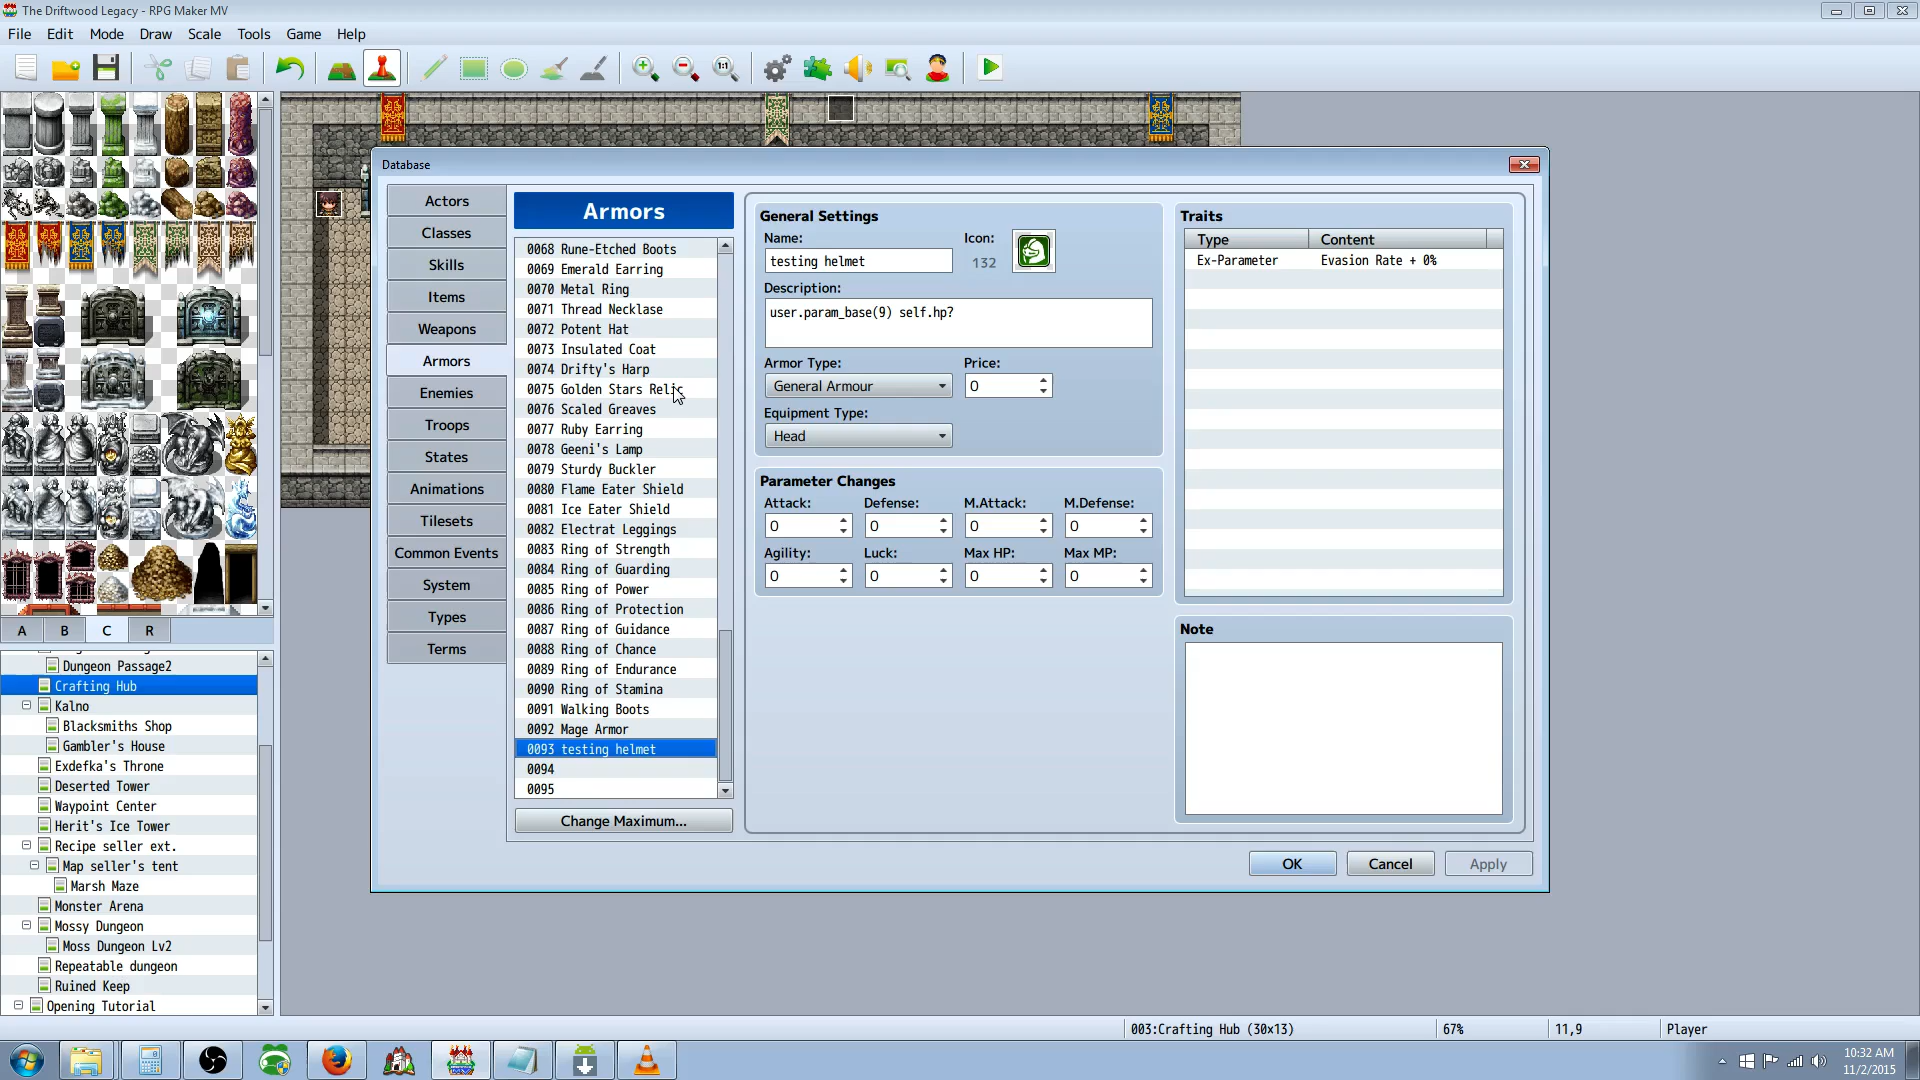 The Driftwood Legacy - RPG Maker MV
File Edit Mode Draw Scale Tools Game Help
1:1
Database
Actors
Classes
Skills
Items
Weapons
Armors
Enemies
Troops
States
Animations
Tilesets
Common Events
System
Types
Terms
Armors
0068 Rune-Etched Boots
0069 Emerald Earring
0070 Metal Ring
0071 Thread Necklase
0072 Potent Hat
0073 Insulated Coat
0074 Drifty's Harp
0075 Golden Stars Relic
0076 Scaled Greaves
0077 Ruby Earring
0078 Geeni's Lamp
0079 Sturdy Buckler
0080 Flame Eater Shield
0081 Ice Eater Shield
0082 Electrat Leggings
0083 Ring of Strength
0084 Ring of Guarding
0085 Ring of Power
0086 Ring of Protection
0087 Ring of Guidance
0088 Ring of Chance
0089 Ring of Endurance
0090 Ring of Stamina
0091 Walking Boots
0092 Mage Armor
0093 testing helmet
0094
0095
Change Maximum...
General Settings
Name: Icon:
testing helmet 132
Description:
user.param_base(9) self.hp?
Armor Type: Price:
General Armour 0
Equipment Type:
Head
Parameter Changes
Attack: Defense: M.Attack: M.Defense:
0 0 0 0
Agility: Luck: Max HP: Max MP:
0 0 0 0
Traits
Type Content
Ex-Parameter Evasion Rate + 0%
Note
OK Cancel Apply
A B C R
Dungeon Passage2
Crafting Hub
Kalno
Blacksmiths Shop
Gambler's House
Exdefka's Throne
Deserted Tower
Waypoint Center
Herit's Ice Tower
Recipe seller ext.
Map seller's tent
Marsh Maze
Monster Arena
Mossy Dungeon
Moss Dungeon Lv2
Repeatable dungeon
Ruined Keep
Opening Tutorial
003:Crafting Hub (30x13) 67% 11,9 Player
10:32 AM
11/2/2015